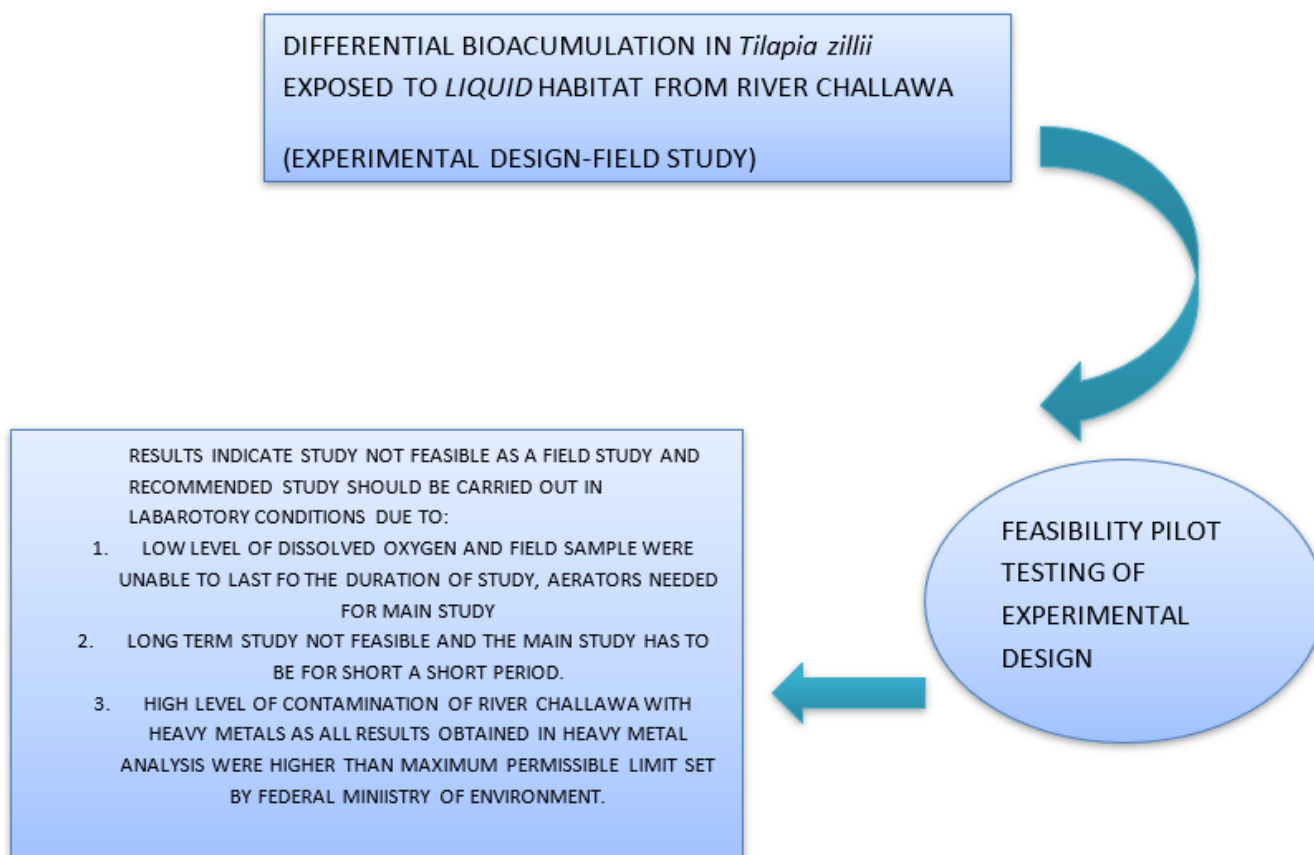 DIFFERENTIAL BIOACUMULATION IN Tilapia zillii
EXPOSED TO LIQUID HABITAT FROM RIVER CHALLAWA
(EXPERIMENTAL DESIGN-FIELD STUDY)
FEASIBILITY PILOT
TESTING OF
EXPERIMENTAL
DESIGN
RESULTS INDICATE STUDY NOT FEASIBLE AS A FIELD STUDY AND
RECOMMENDED STUDY SHOULD BE CARRIED OUT IN
LABAROTORY CONDITIONS DUE TO:
1. LOW LEVEL OF DISSOLVED OXYGEN AND FIELD SAMPLE WERE
UNABLE TO LAST FO THE DURATION OF STUDY, AERATORS NEEDED
FOR MAIN STUDY
2. LONG TERM STUDY NOT FEASIBLE AND THE MAIN STUDY HAS TO
BE FOR SHORT A SHORT PERIOD.
3. HIGH LEVEL OF CONTAMINATION OF RIVER CHALLAWA WITH
HEAVY METALS AS ALL RESULTS OBTAINED IN HEAVY METAL
ANALYSIS WERE HIGHER THAN MAXIMUM PERMISSIBLE LIMIT SET
BY FEDERAL MINIISTRY OF ENVIRONMENT.